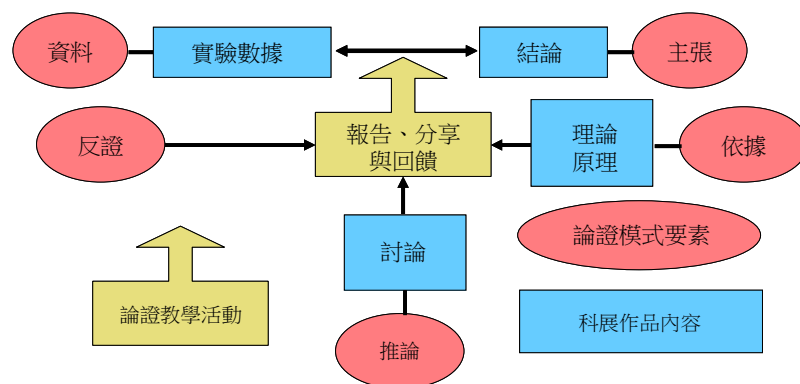 資料
實驗數據
結論
主張
反證
報告、分享
與回饋
理論
原理
依據
討論
論證模式要素
論證教學活動
科展作品內容
推論